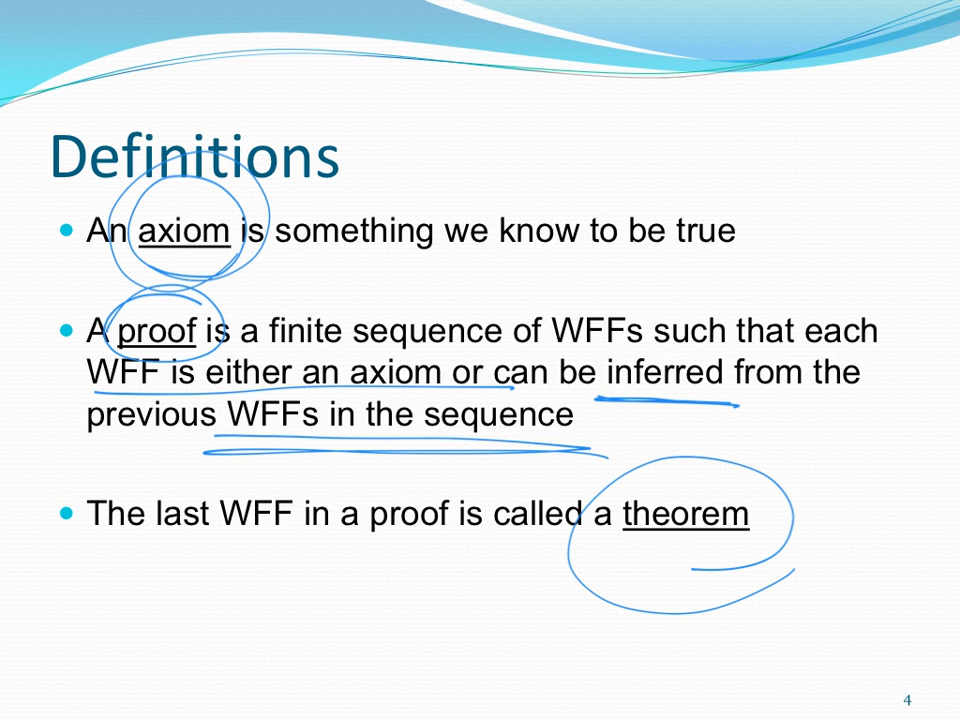 Definitions
An axiom is something we know to be true
A proof is a finite sequence of WFFs such that each
WFF is either an axiom or can be inferred from the
previous WFFs in the sequence
The last WFF in a proof is called a theorem
4